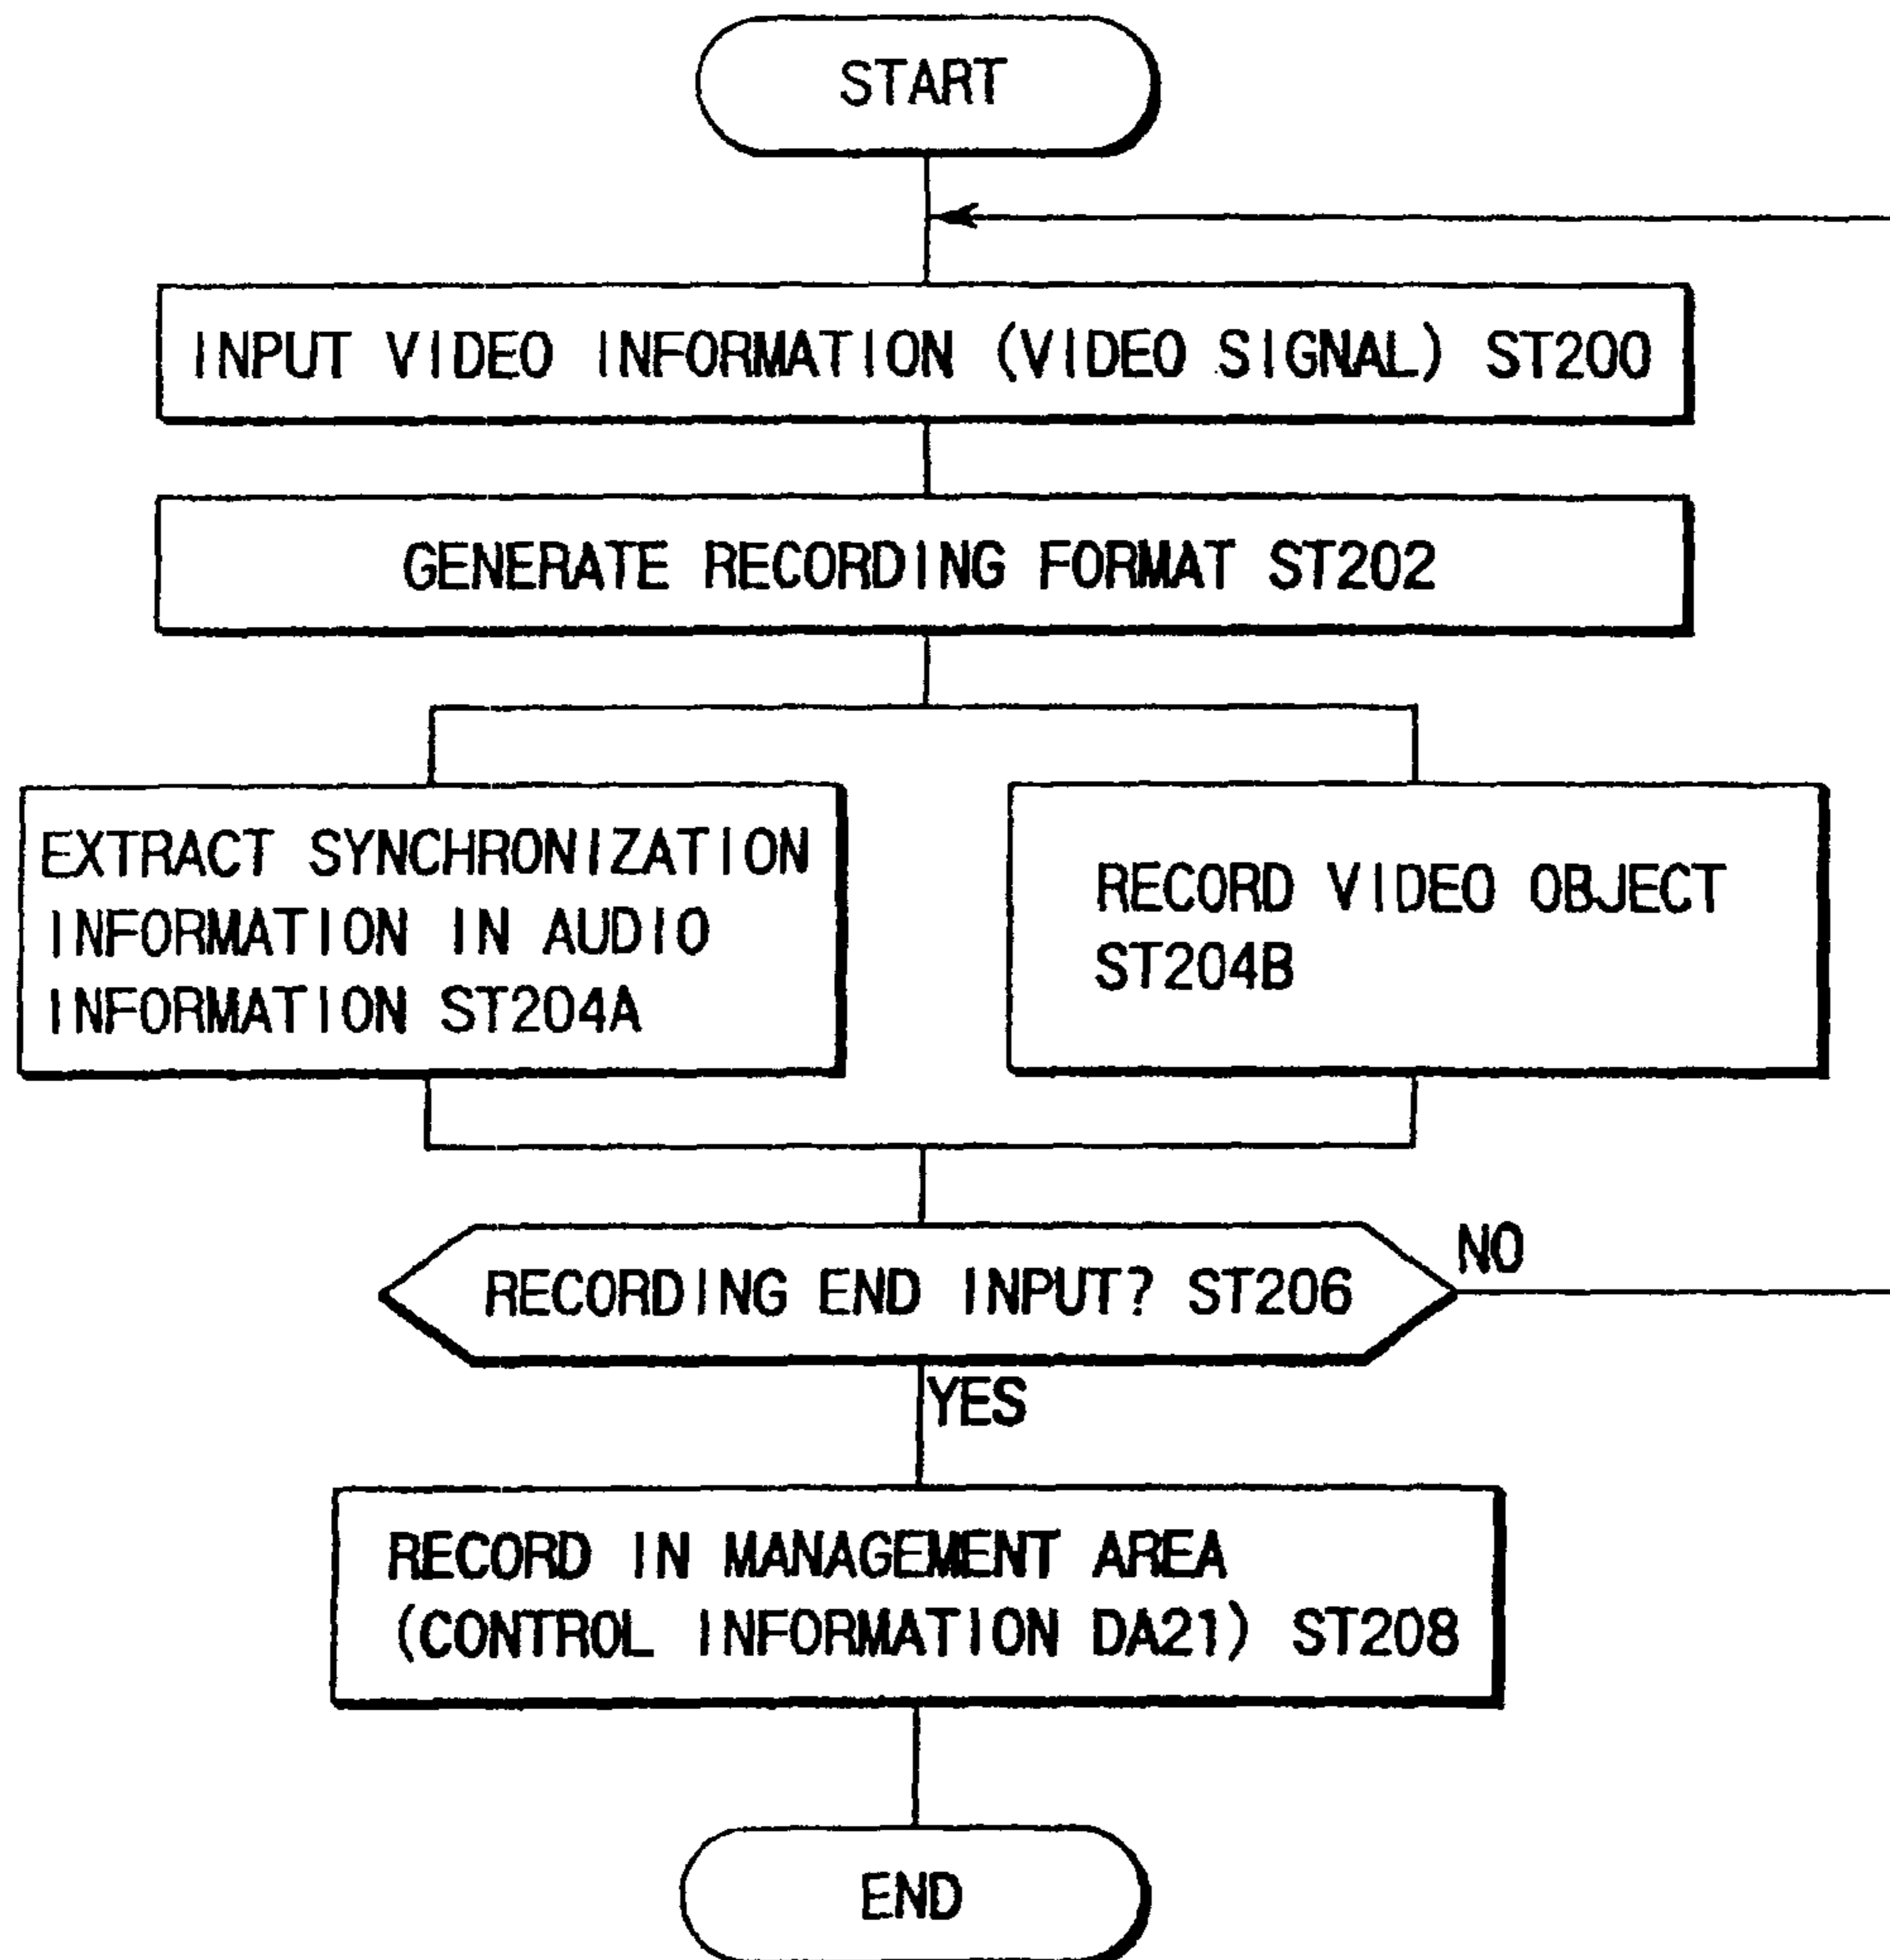 START
INPUT VIDEO INFORMATION (VIDEO SIGNAL) ST200
GENERATE RECORDING FORMAT ST202
EXTRACT SYNCHRONIZATION
INFORMATION IN AUDIO
INFORMATION ST204A
RECORD VIDEO OBJECT
ST204B
RECORDING END INPUT? ST206
NO
YES
RECORD IN MANAGEMENT AREA
(CONTROL INFORMATION DA21) ST208
END